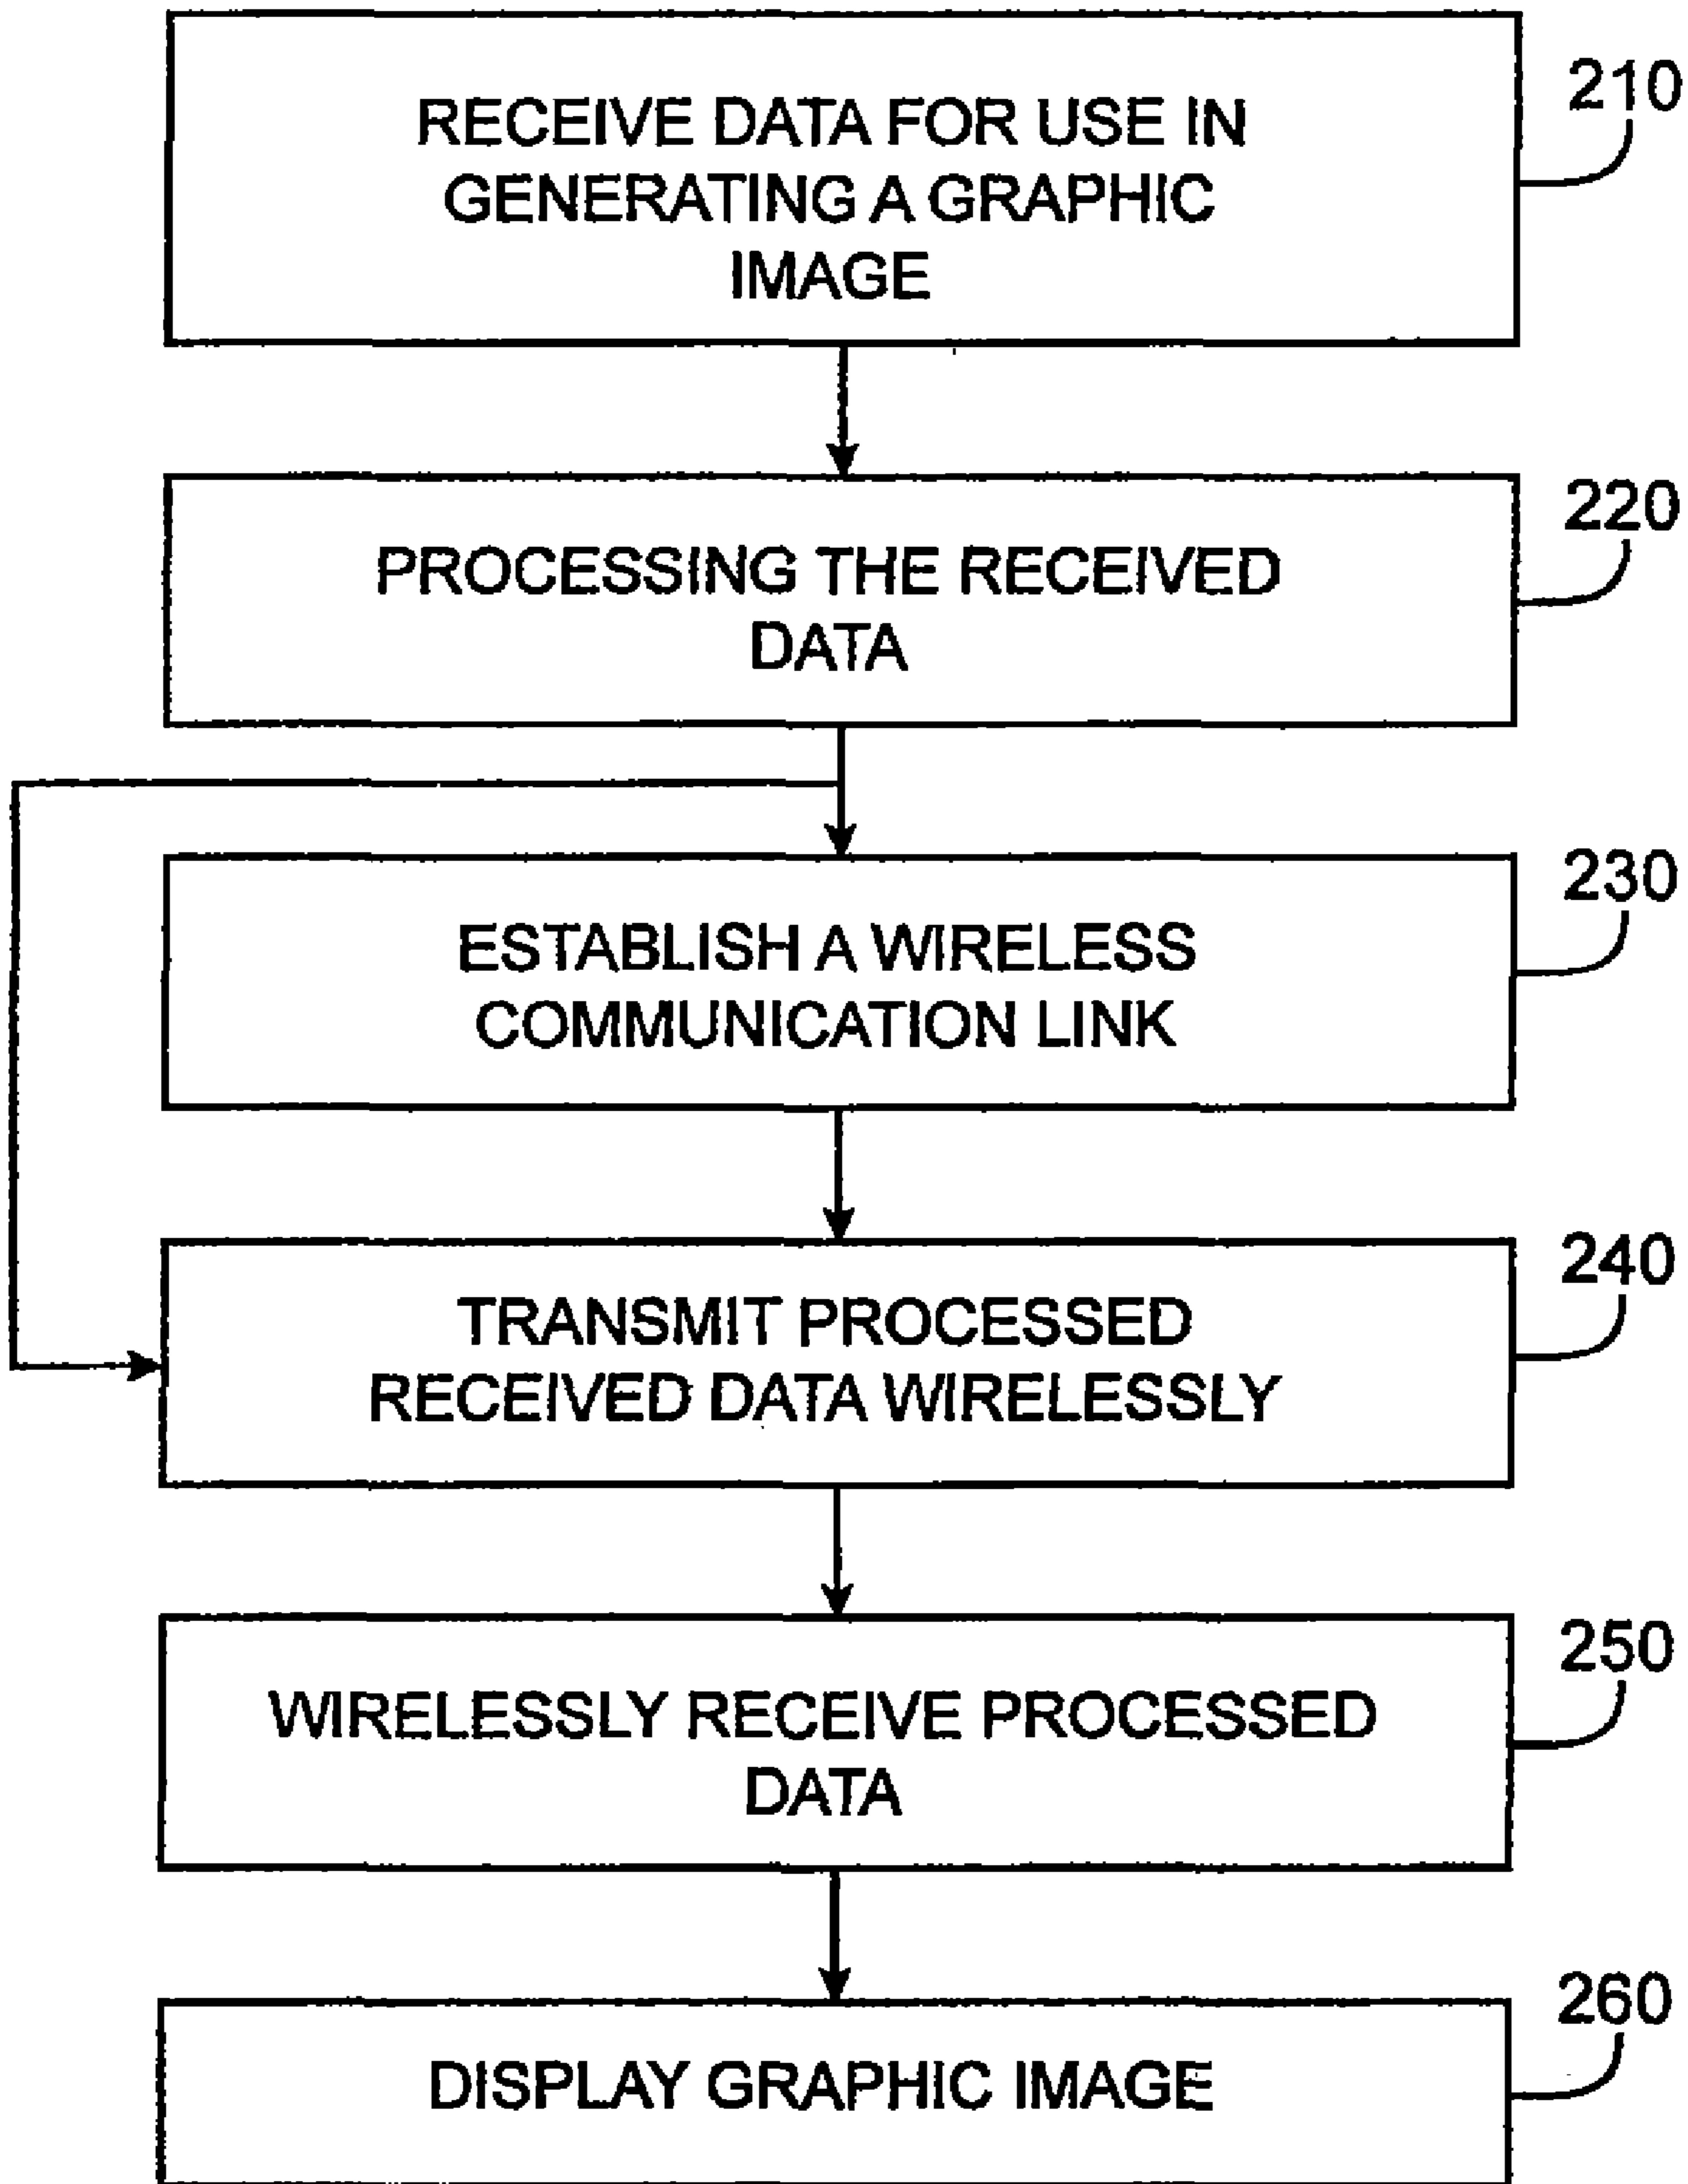 RECEIVE DATA FOR USE IN
GENERATING A GRAPHIC
IMAGE
210
PROCESSING THE RECEIVED
DATA
220
ESTABLISH A WIRELESS
COMMUNICATION LINK
230
TRANSMIT PROCESSED
RECEIVED DATA WIRELESSLY
240
WIRELESSLY RECEIVE PROCESSED
DATA
250
DISPLAY GRAPHIC IMAGE
260